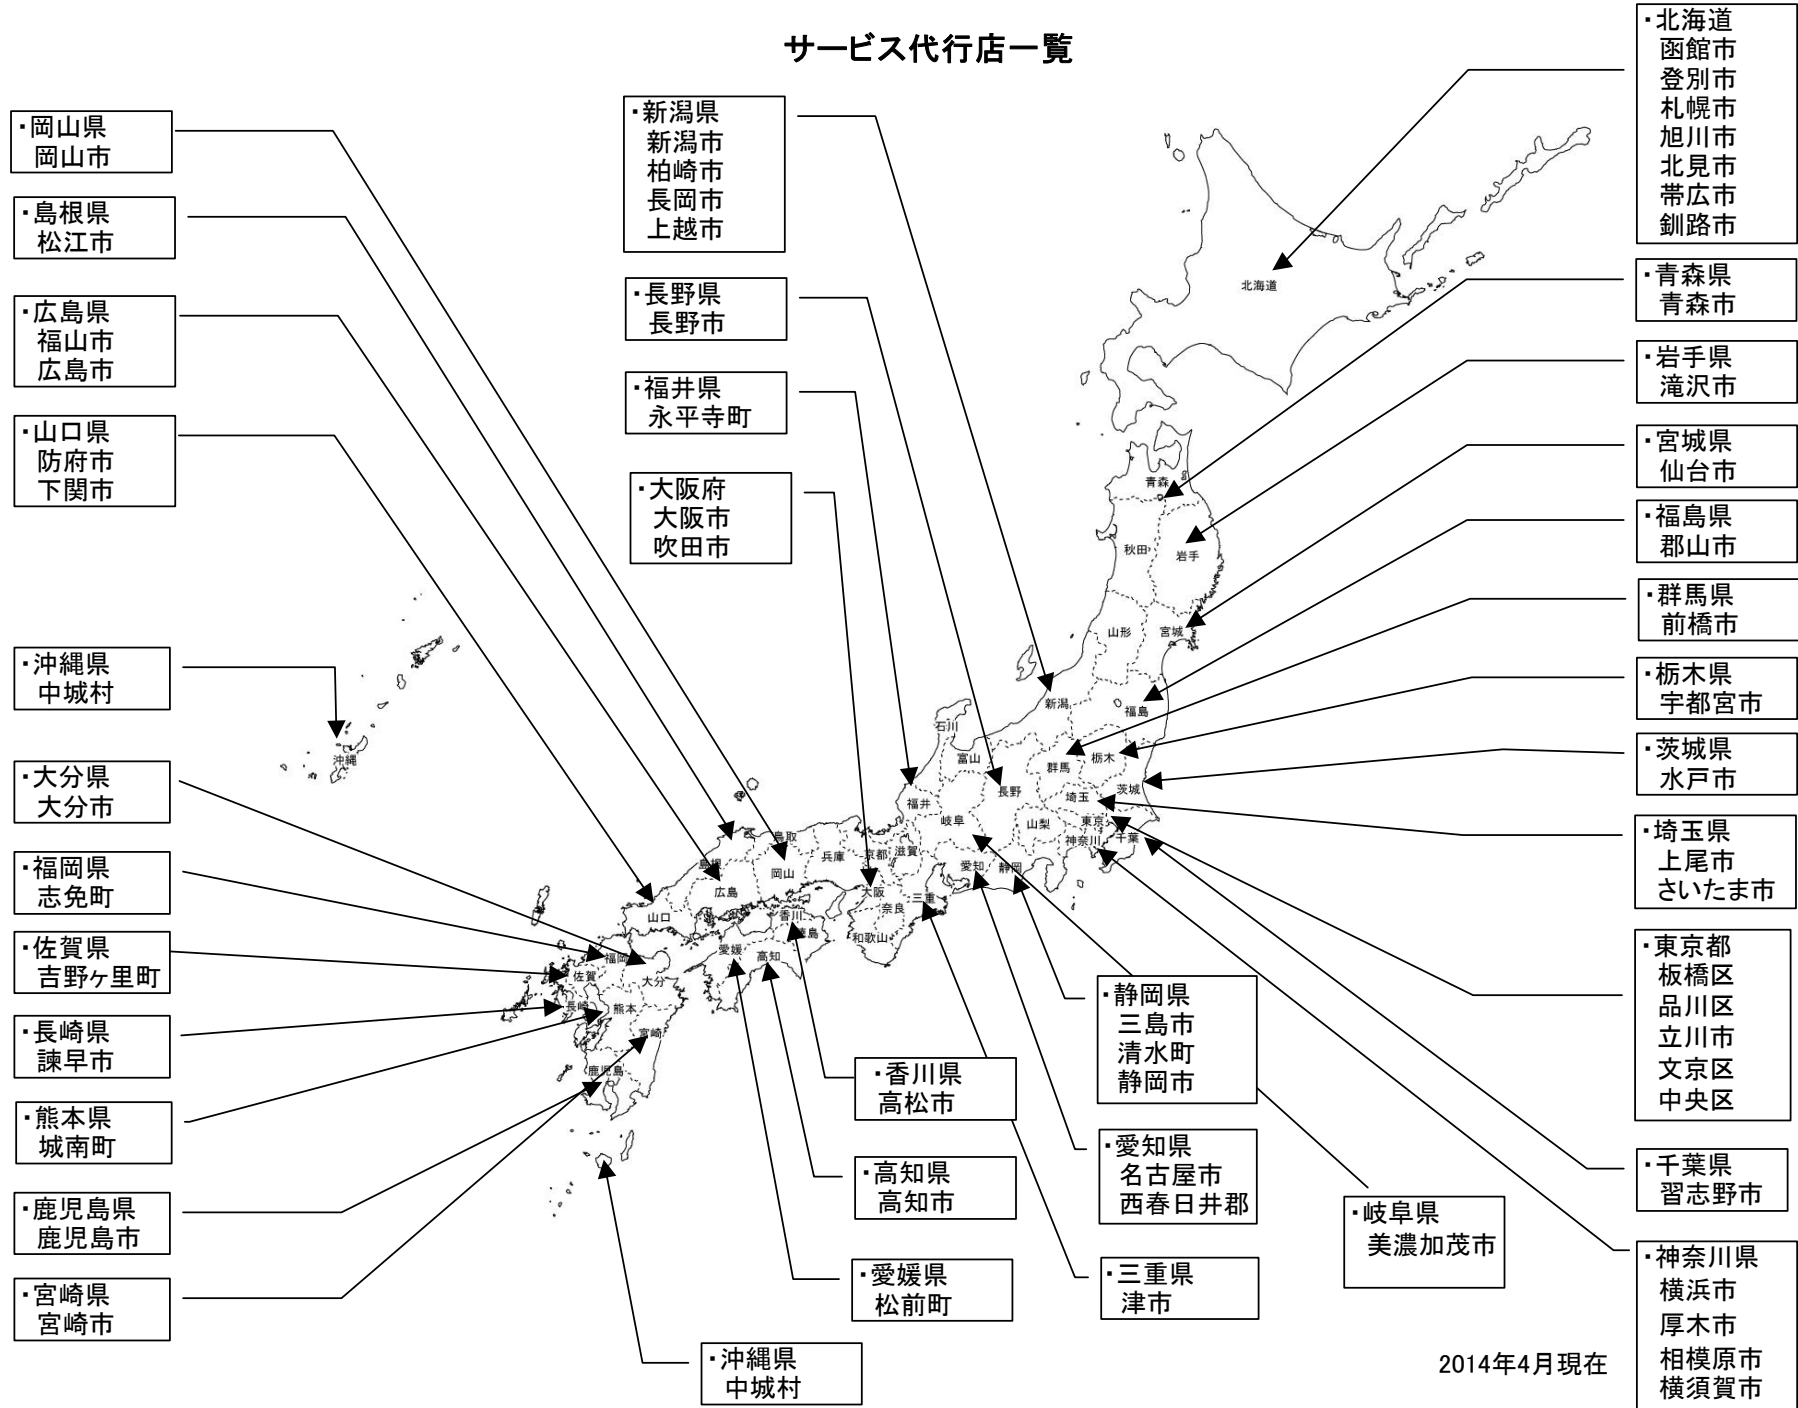 サービス代行店一覧
・岡山県
岡山市
・島根県
松江市
・広島県
福山市
広島市
・山口県
防府市
下関市
・沖縄県
中城村
・大分県
大分市
・福岡県
志免町
・佐賀県
吉野ヶ里町
・長崎県
諫早市
・熊本県
城南町
・鹿児島県
鹿児島市
・宮崎県
宮崎市
・新潟県
新潟市
柏崎市
長岡市
上越市
・長野県
長野市
・福井県
永平寺町
・大阪府
大阪市
吹田市
・北海道
函館市
登別市
札幌市
旭川市
北見市
帯広市
釧路市
・青森県
青森市
・岩手県
滝沢市
・宮城県
仙台市
・福島県
郡山市
・群馬県
前橋市
・栃木県
宇都宮市
・茨城県
水戸市
・埼玉県
上尾市
さいたま市
・東京都
板橋区
品川区
立川市
文京区
中央区
・千葉県
習志野市
・神奈川県
横浜市
厚木市
相模原市
横須賀市
・静岡県
三島市
清水町
静岡市
・香川県
高松市
・愛知県
名古屋市
西春日井郡
・高知県
高知市
・岐阜県
美濃加茂市
・愛媛県
松前町
・三重県
津市
・沖縄県
中城村
2014年4月現在
北海道
青森
秋田
岩手
山形
宮城
新潟
福島
石川
富山
群馬
栃木
長野
茨城
埼玉
福井
岐阜
山梨
東京
神奈川
千葉
鳥取
兵庫
京都
滋賀
愛知
静岡
島根
岡山
広島
大阪
三重
奈良
山口
香川
徳島
和歌山
愛媛
高知
福岡
佐賀
大分
長崎
熊本
宮崎
鹿児島
沖縄